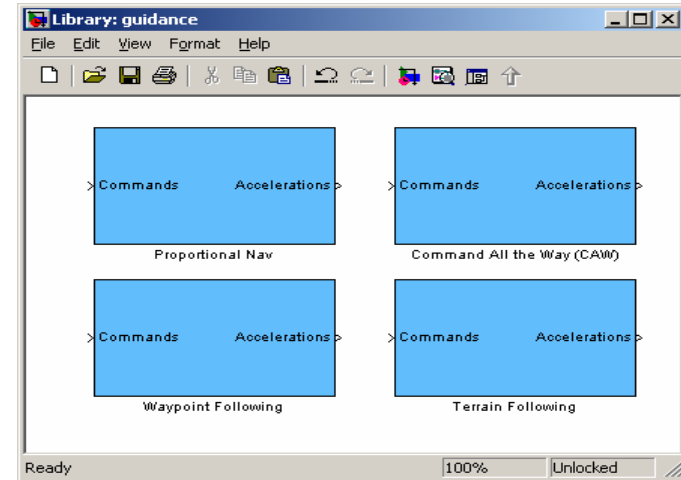 Library: guidance
File Edit View Format Help
Commands Accelerations Commands Accelerations
Proportional Nav Command All the Way (CAW)
Commands Accelerations Commands Accelerations
Waypoint Following Terrain Following
Ready 100% Unlocked